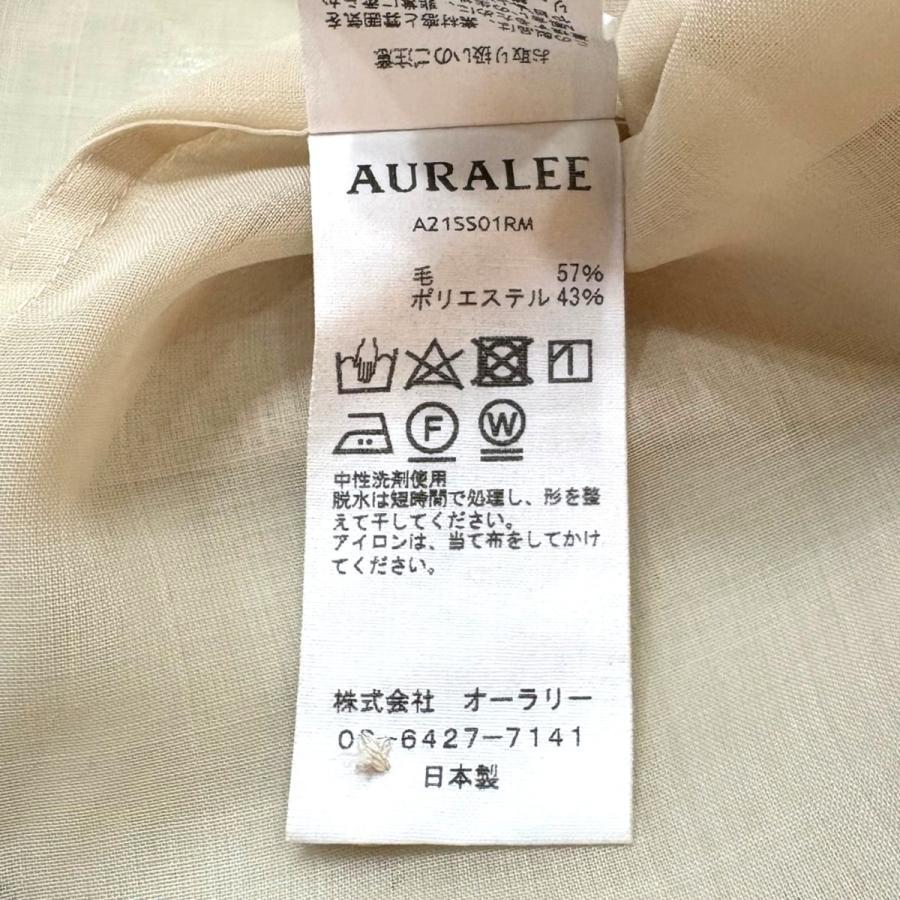 お取り扱いのご注意
AURALEE
A21SS01RM
毛 57%
ポリエステル 43%
F W
中性洗剤使用
脱水は短時間で処理し、形を整
えて干してください。
アイロンは、当て布をしてかけ
てください。
株式会社 オーラリー
6427-7141
日本製